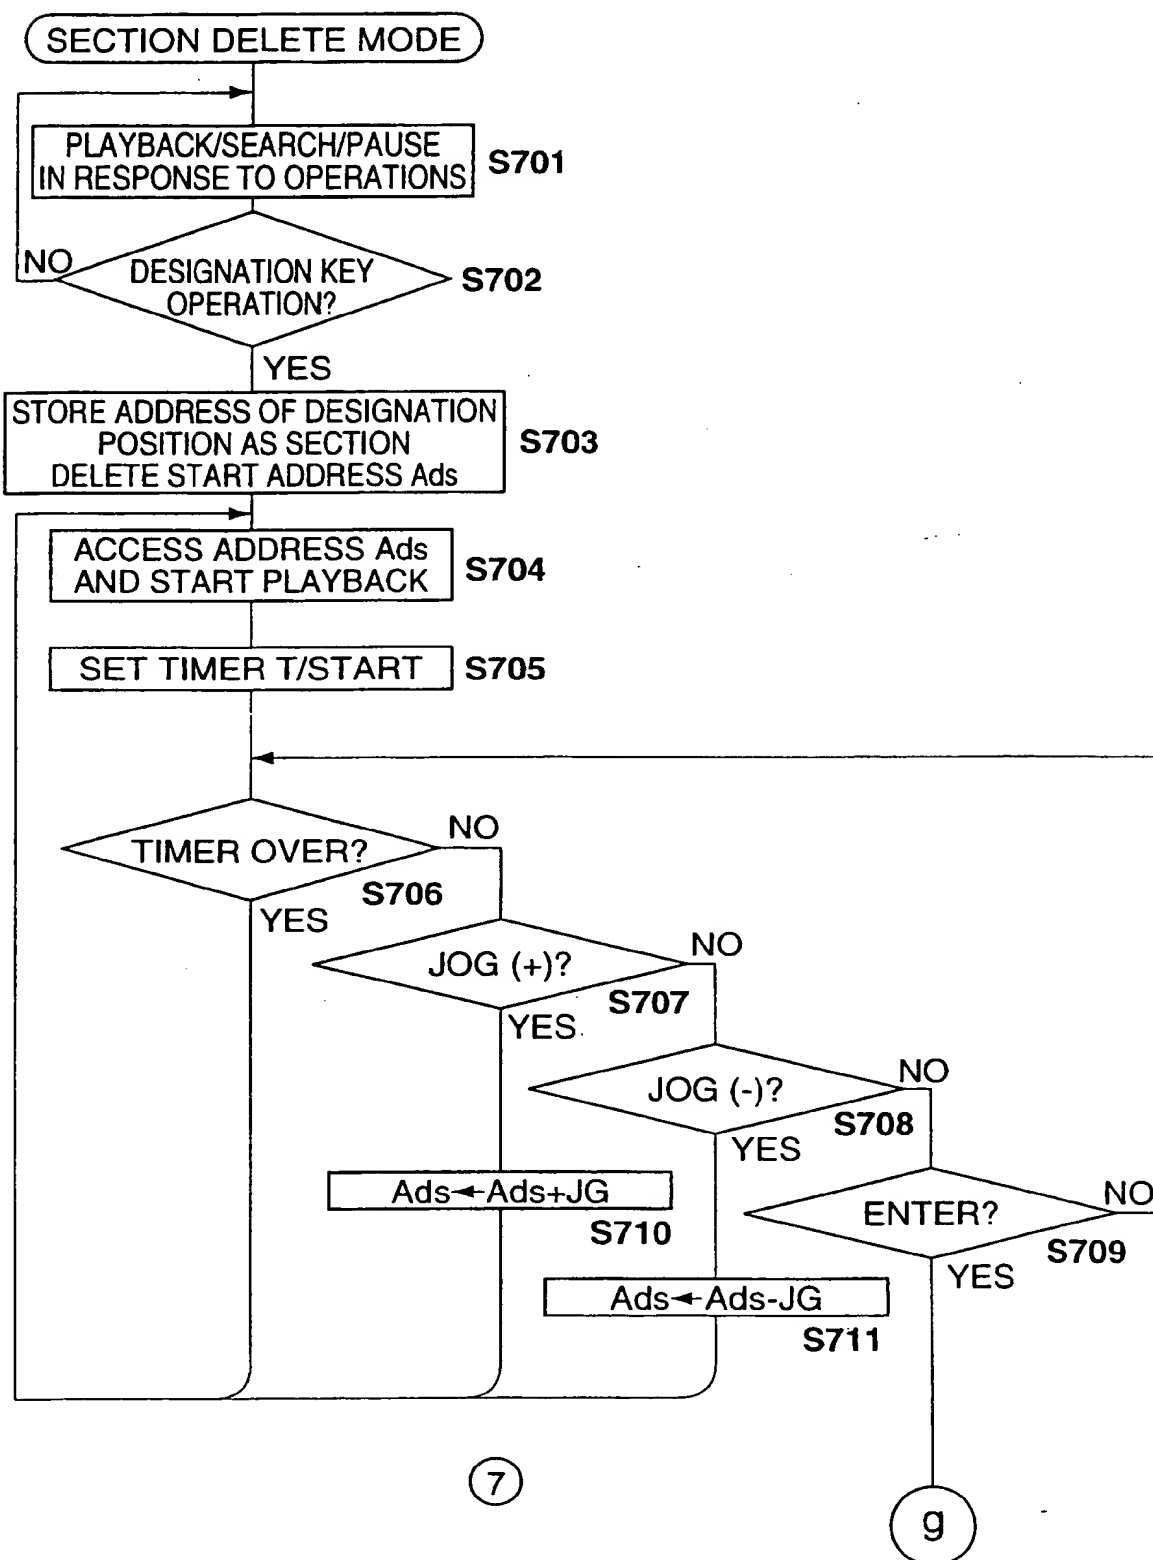 SECTION DELETE MODE
PLAYBACK/SEARCH/PAUSE
IN RESPONSE TO OPERATIONS
S701
NO
DESIGNATION KEY
OPERATION?
S702
YES
STORE ADDRESS OF DESIGNATION
POSITION AS SECTION
DELETE START ADDRESS Ads
S703
ACCESS ADDRESS Ads
AND START PLAYBACK
S704
SET TIMER T/START
S705
TIMER OVER?
NO
S706
YES
JOG (+)?
NO
S707
YES
JOG (-)?
NO
S708
YES
Ads←Ads+JG
S710
ENTER?
NO
S709
YES
Ads←Ads-JG
S711
7
g